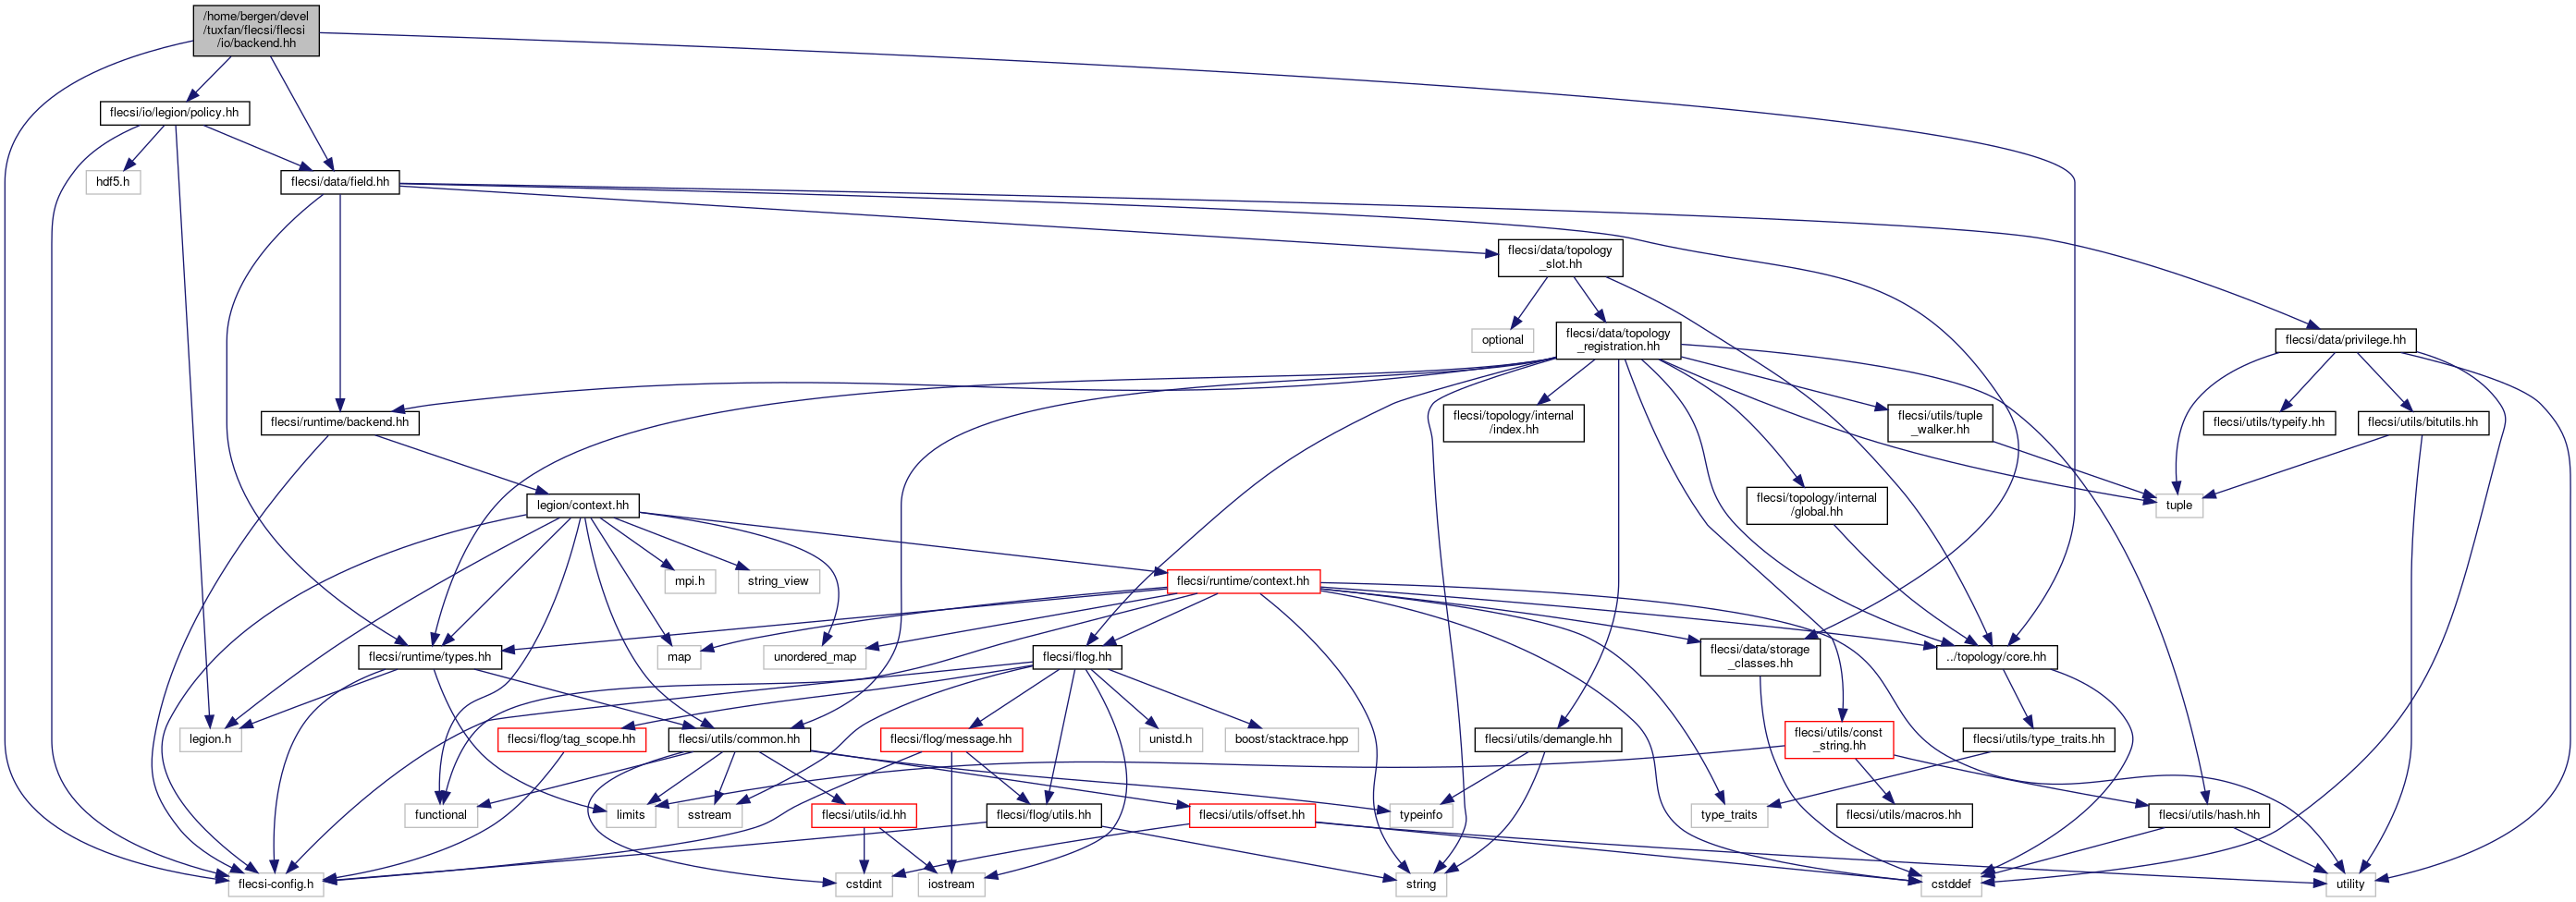 /home/bergen/devel
/tuxfan/flecsi/flecsi
/io/backend.hh
flecsi/io/legion/policy.hh
hdf5.h
flecsi/data/field.hh
flecsi/data/topology
_slot.hh
optional
flecsi/data/topology
_registration.hh
flecsi/data/privilege.hh
flecsi/runtime/backend.hh
flecsi/topology/internal
/index.hh
flecsi/utils/tuple
_walker.hh
flecsi/utils/typeify.hh
flecsi/utils/bitutils.hh
legion/context.hh
flecsi/topology/internal
/global.hh
tuple
mpi.h
string_view
flecsi/runtime/context.hh
flecsi/runtime/types.hh
map
unordered_map
flecsi/flog.hh
flecsi/data/storage
_classes.hh
../topology/core.hh
legion.h
flecsi/flog/tag_scope.hh
flecsi/utils/common.hh
flecsi/flog/message.hh
unistd.h
boost/stacktrace.hpp
flecsi/utils/demangle.hh
flecsi/utils/const
_string.hh
flecsi/utils/type_traits.hh
functional
limits
sstream
flecsi/utils/id.hh
flecsi/flog/utils.hh
flecsi/utils/offset.hh
typeinfo
type_traits
flecsi/utils/macros.hh
flecsi/utils/hash.hh
flecsi-config.h
cstdint
iostream
string
cstddef
utility